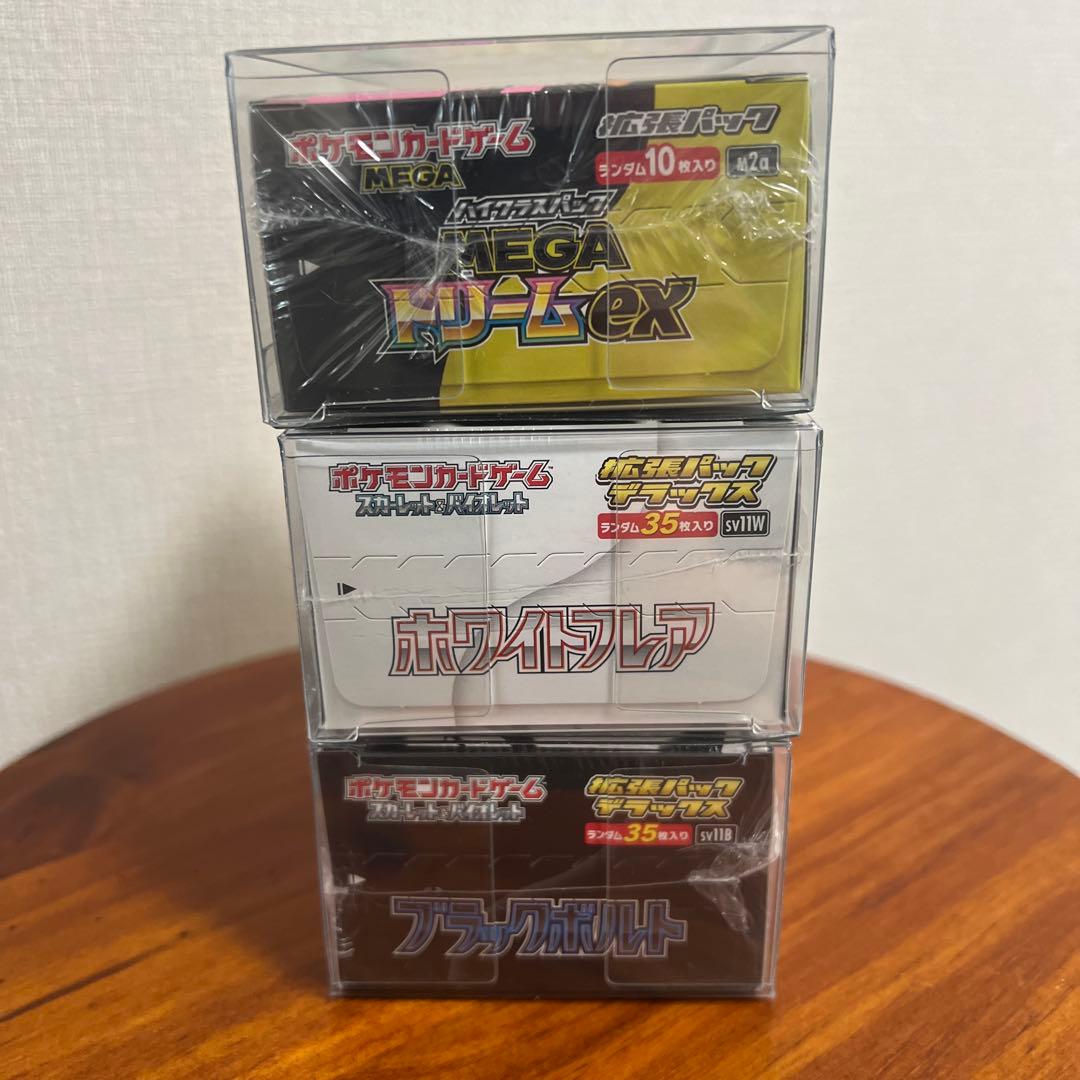 ポケモンカードゲーム
MEGA
拡張パック
ランダム10枚入り
M2a
ハイクラスパック
MEGA
ドリームex
ポケモンカードゲーム
スカーレット&バイオレット
拡張パック
デラックス
ランダム35枚入り
SV11W
ホワイトフレア
ポケモンカードゲーム
スカーレット&バイオレット
拡張パック
デラックス
ランダム35枚入り
SV11B
ブラックボルト